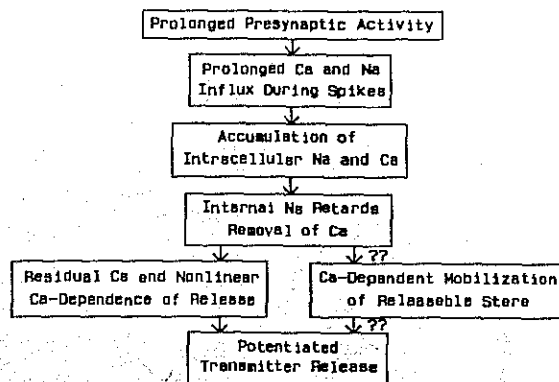 Prolonged Presynaptic Activity
Prolonged Ca and Na
Influx During Spikes
Accumulation of
Intracellular Na and Ca
Internal Na Retards
Removal of Ca
??
Residual Ca and Nonlinear
Ca-Dependence of Release
Ca-Dependent Mobilization
of Releasable Store
??
Potentiated
Transmitter Release